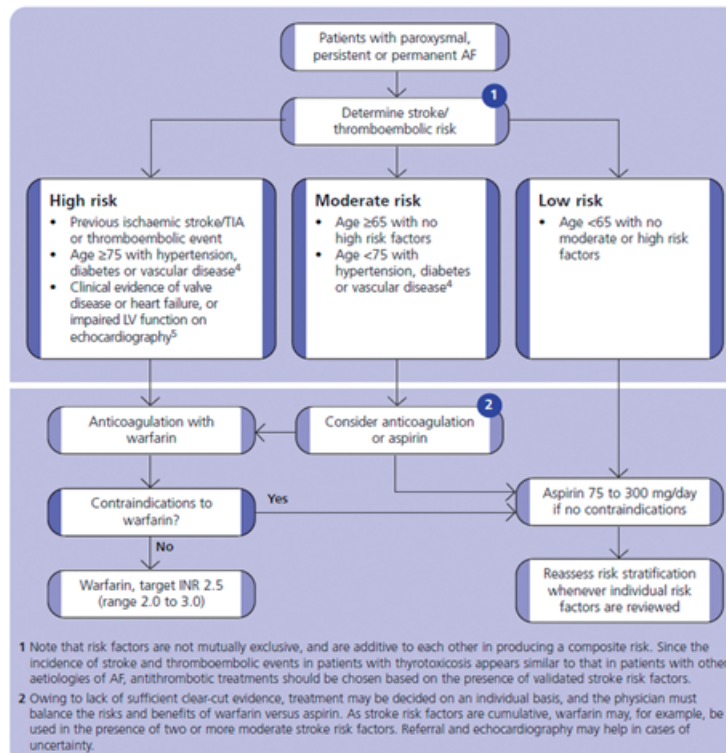 Patients with paroxysmal,
persistent or permanent AF
1
Determine stroke/
thromboembolic risk
High risk
• Previous ischaemic stroke/TIA
or thromboembolic event
• Age ≥75 with hypertension,
diabetes or vascular disease4
• Clinical evidence of valve
disease or heart failure, or
impaired LV function on
echocardiography5
Moderate risk
• Age ≥65 with no
high risk factors
• Age <75 with
hypertension, diabetes
or vascular disease4
Low risk
• Age <65 with no
moderate or high risk
factors
Anticoagulation with
warfarin
2
Consider anticoagulation
or aspirin
Contraindications to
warfarin?
Yes
Aspirin 75 to 300 mg/day
if no contraindications
No
Warfarin, target INR 2.5
(range 2.0 to 3.0)
Reassess risk stratification
whenever individual risk
factors are reviewed
1 Note that risk factors are not mutually exclusive, and are additive to each other in producing a composite risk. Since the
incidence of stroke and thromboembolic events in patients with thyrotoxicosis appears similar to that in patients with other
aetiologies of AF, antithrombotic treatments should be chosen based on the presence of validated stroke risk factors.
2 Owing to lack of sufficient clear-cut evidence, treatment may be decided on an individual basis, and the physician must
balance the risks and benefits of warfarin versus aspirin. As stroke risk factors are cumulative, warfarin may, for example, be
used in the presence of two or more moderate stroke risk factors. Referral and echocardiography may help in cases of
uncertainty.